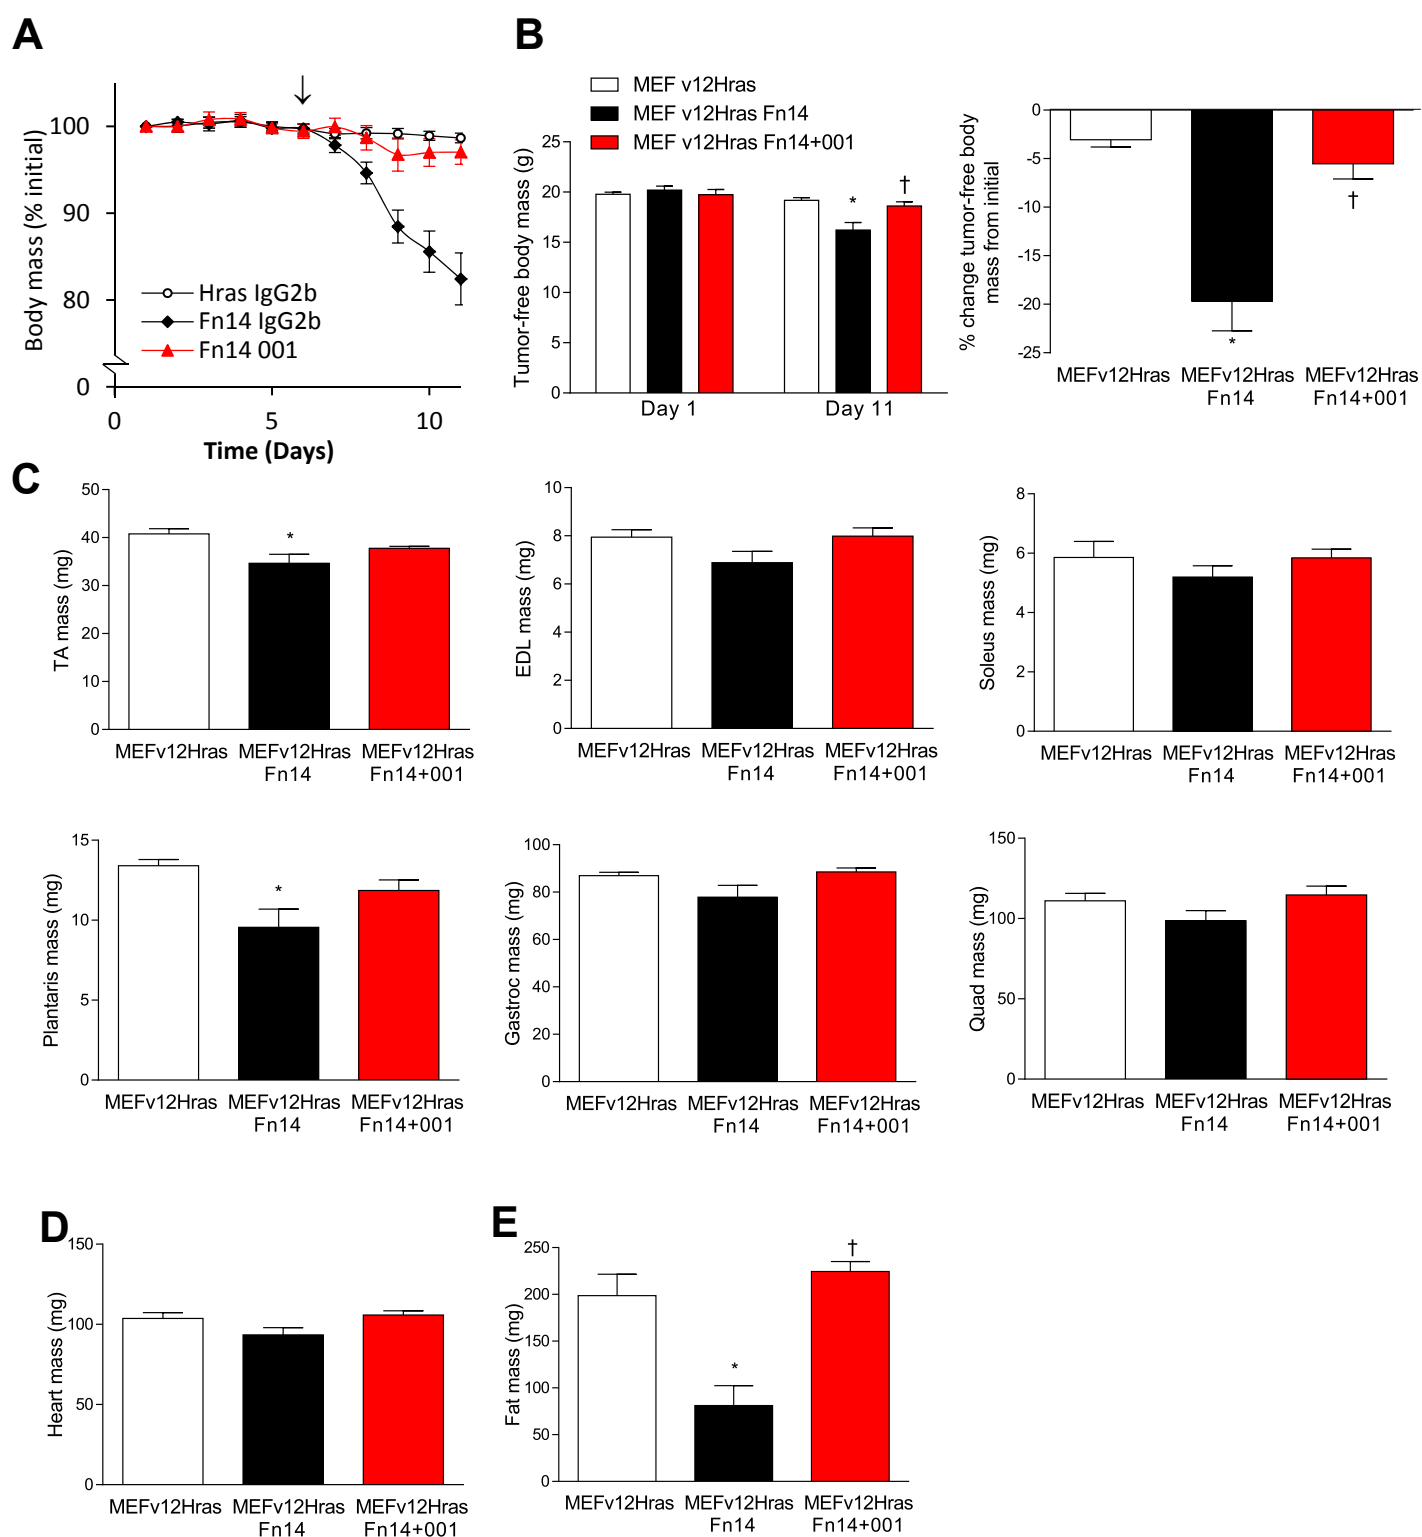 A
B
↓
Body mass (% initial)
100
90
80
0
0
5
10
Hras IgG2b
Fn14 IgG2b
Fn14 001
Time (Days)
MEF v12Hras
MEF v12Hras Fn14
MEF v12Hras Fn14+001
Tumor-free body mass (g)
25
20
15
10
5
0
*
†
Day 1
Day 11
% change tumor-free body
mass from initial
0
-5
-10
-15
-20
-25
*
†
MEFv12Hras
MEFv12Hras
Fn14
MEFv12Hras
Fn14+001
C
TA mass (mg)
50
40
30
20
10
0
*
MEFv12Hras
MEFv12Hras
Fn14
MEFv12Hras
Fn14+001
EDL mass (mg)
10
8
6
4
2
0
MEFv12Hras
MEFv12Hras
Fn14
MEFv12Hras
Fn14+001
Soleus mass (mg)
8
6
4
2
0
MEFv12Hras
MEFv12Hras
Fn14
MEFv12Hras
Fn14+001
Plantaris mass (mg)
15
10
5
0
*
MEFv12Hras
MEFv12Hras
Fn14
MEFv12Hras
Fn14+001
Gastroc mass (mg)
100
80
60
40
20
0
MEFv12Hras
MEFv12Hras
Fn14
MEFv12Hras
Fn14+001
Quad mass (mg)
150
100
50
0
MEFv12Hras
MEFv12Hras
Fn14
MEFv12Hras
Fn14+001
D
Heart mass (mg)
150
100
50
0
MEFv12Hras
MEFv12Hras
Fn14
MEFv12Hras
Fn14+001
E
Fat mass (mg)
250
200
150
100
50
0
*
†
MEFv12Hras
MEFv12Hras
Fn14
MEFv12Hras
Fn14+001